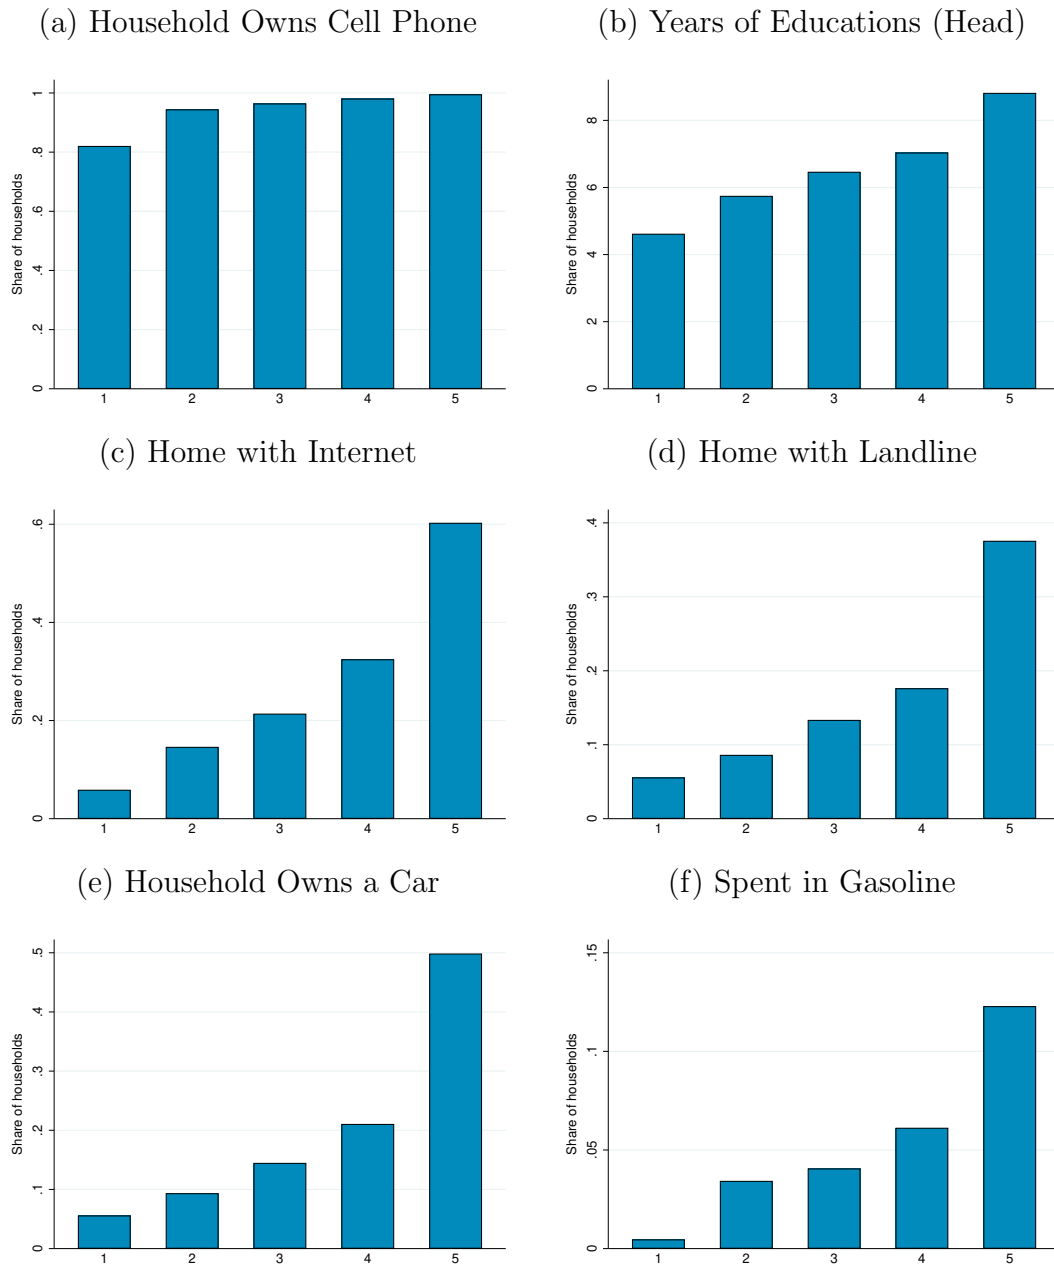 (a) Household Owns Cell Phone
Share of households
1
.8
.6
.4
.2
0
1 2 3 4 5
(b) Years of Educations (Head)
Share of households
8
6
4
2
0
1 2 3 4 5
(c) Home with Internet
Share of households
.6
.4
.2
0
1 2 3 4 5
(d) Home with Landline
Share of households
.4
.3
.2
.1
0
1 2 3 4 5
(e) Household Owns a Car
Share of households
.5
.4
.3
.2
.1
0
1 2 3 4 5
(f) Spent in Gasoline
Share of households
.15
.1
.05
0
1 2 3 4 5